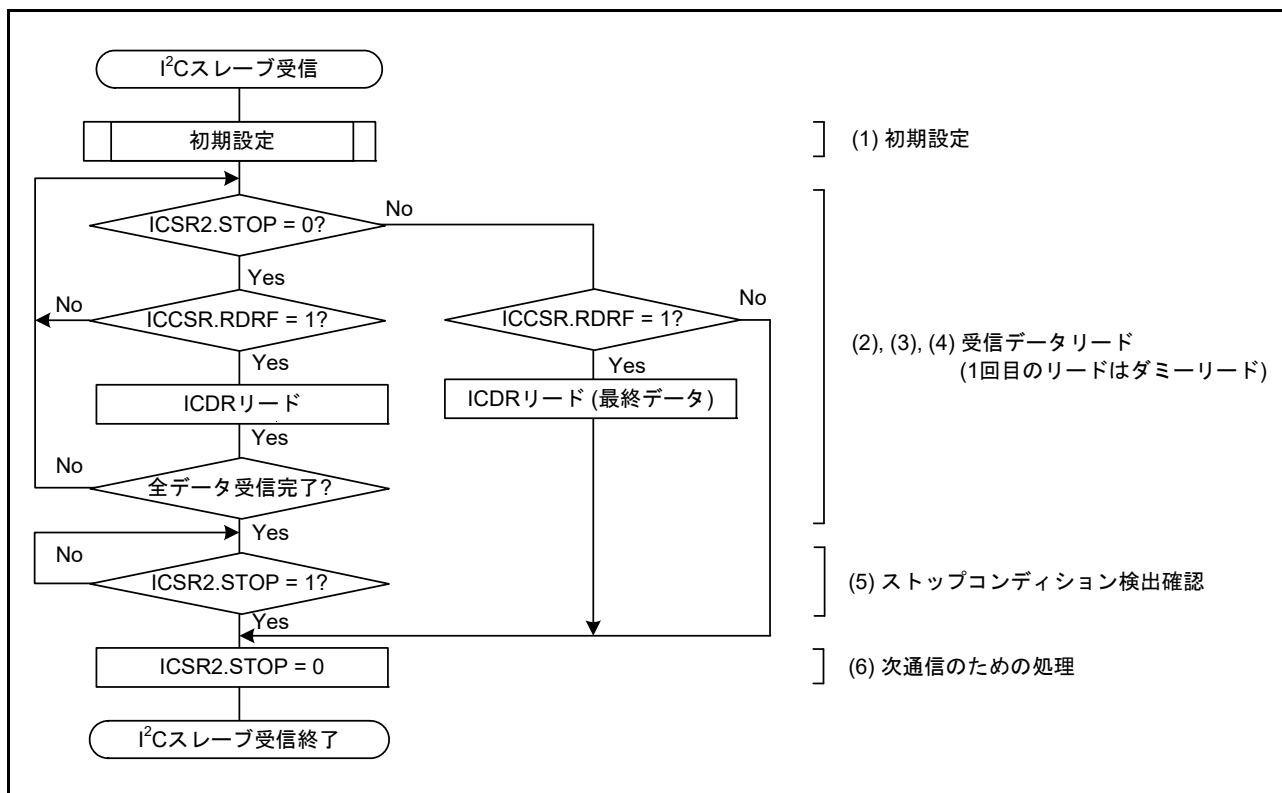 I²Cスレーブ受信
初期設定
(1) 初期設定
ICSR2.STOP = 0?
No
Yes
No
ICCSR.RDRF = 1?
ICCSR.RDRF = 1?
No
(2), (3), (4) 受信データリード
(1回目のリードはダミーリード)
Yes
Yes
ICDRリード
ICDRリード (最終データ)
Yes
No
全データ受信完了?
Yes
No
ICSR2.STOP = 1?
(5) ストップコンディション検出確認
Yes
ICSR2.STOP = 0
(6) 次通信のための処理
I²Cスレーブ受信終了